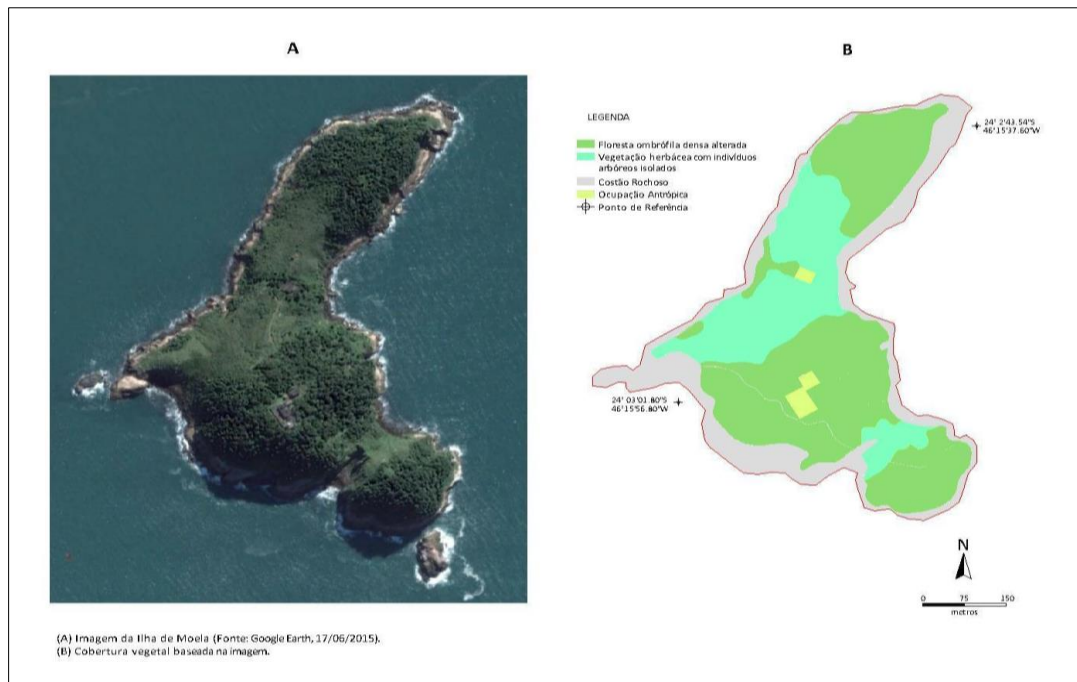 A
B
LEGENDA
Floresta ombrófila densa alterada
Vegetação herbácea com indivíduos
arbóreos isolados
Costão Rochoso
Ocupação Antrópica
Ponto de Referência
24° 2'43.54"S
46°15'37.60"W
24° 03'01.80"S
46°15'56.80"W
N
0 75 150
metros
(A) Imagem da Ilha de Moela (Fonte: Google Earth, 17/06/2015).
(B) Cobertura vegetal baseada na imagem.